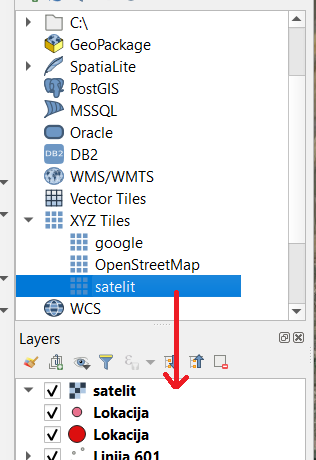 C:\
GeoPackage
SpatiaLite
PostGIS
MSSQL
Oracle
DB2 DB2
WMS/WMTS
Vector Tiles
XYZ Tiles
google
OpenStreetMap
satelit
WCS
Layers
satelit
Lokacija
Lokacija
Linija 601